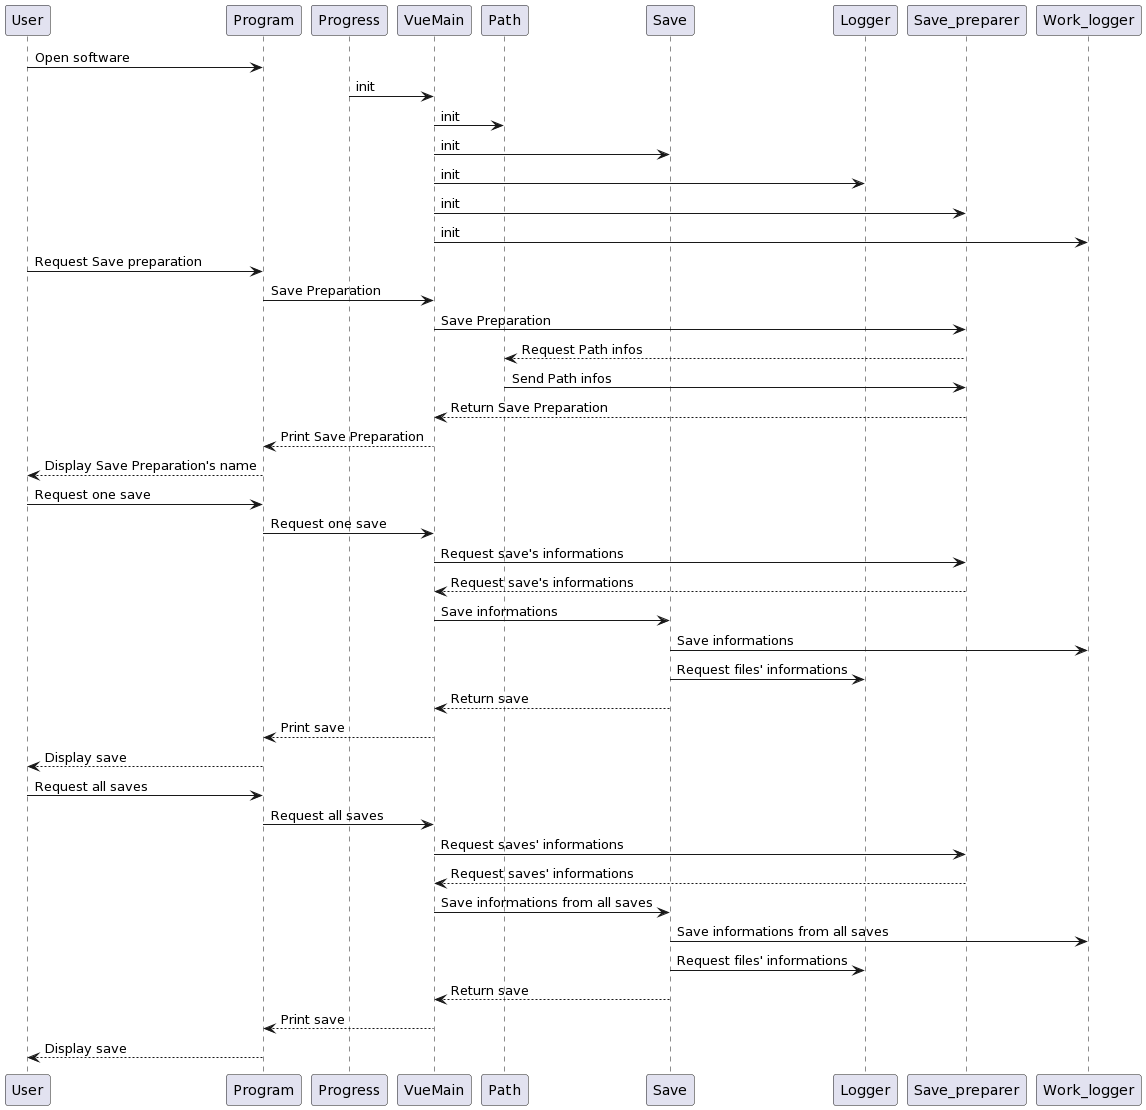 User Program Progress VueMain Path Save Logger Save_preparer Work_logger
Open software
init
init
init
init
init
init
Request Save preparation
Save Preparation
Save Preparation
Request Path infos
Send Path infos
Return Save Preparation
Print Save Preparation
Display Save Preparation's name
Request one save
Request one save
Request save's informations
Request save's informations
Save informations
Save informations
Request files' informations
Return save
Print save
Display save
Request all saves
Request all saves
Request saves' informations
Request saves' informations
Save informations from all saves
Save informations from all saves
Request files' informations
Return save
Print save
Display save
User Program Progress VueMain Path Save Logger Save_preparer Work_logger